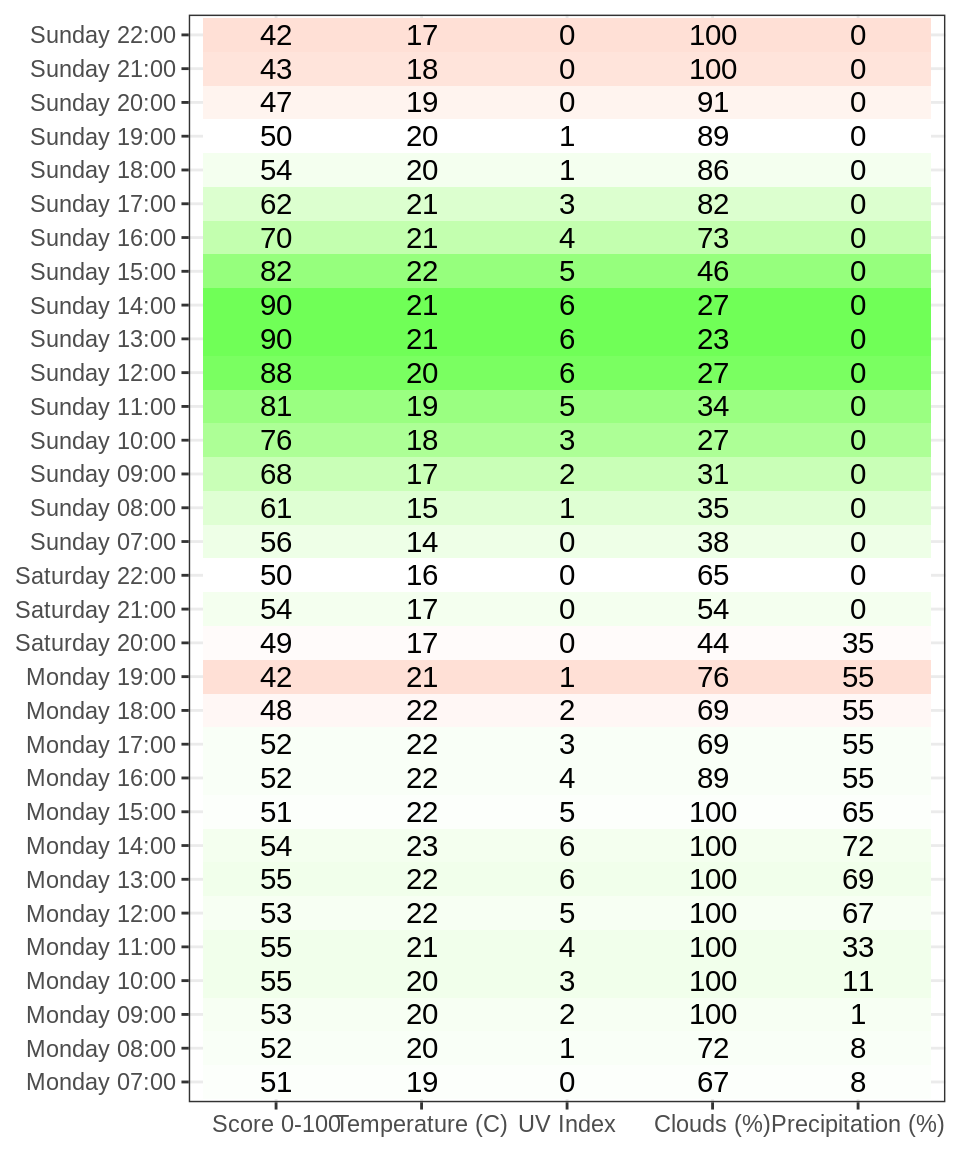 Sunday 22:00 42 17 0 100 0
Sunday 21:00 43 18 0 100 0
Sunday 20:00 47 19 0 91 0
Sunday 19:00 50 20 1 89 0
Sunday 18:00 54 20 1 86 0
Sunday 17:00 62 21 3 82 0
Sunday 16:00 70 21 4 73 0
Sunday 15:00 82 22 5 46 0
Sunday 14:00 90 21 6 27 0
Sunday 13:00 90 21 6 23 0
Sunday 12:00 88 20 6 27 0
Sunday 11:00 81 19 5 34 0
Sunday 10:00 76 18 3 27 0
Sunday 09:00 68 17 2 31 0
Sunday 08:00 61 15 1 35 0
Sunday 07:00 56 14 0 38 0
Saturday 22:00 50 16 0 65 0
Saturday 21:00 54 17 0 54 0
Saturday 20:00 49 17 0 44 35
Monday 19:00 42 21 1 76 55
Monday 18:00 48 22 2 69 55
Monday 17:00 52 22 3 69 55
Monday 16:00 52 22 4 89 55
Monday 15:00 51 22 5 100 65
Monday 14:00 54 23 6 100 72
Monday 13:00 55 22 6 100 69
Monday 12:00 53 22 5 100 67
Monday 11:00 55 21 4 100 33
Monday 10:00 55 20 3 100 11
Monday 09:00 53 20 2 100 1
Monday 08:00 52 20 1 72 8
Monday 07:00 51 19 0 67 8
Score 0-100 Temperature (C) UV Index Clouds (%) Precipitation (%)